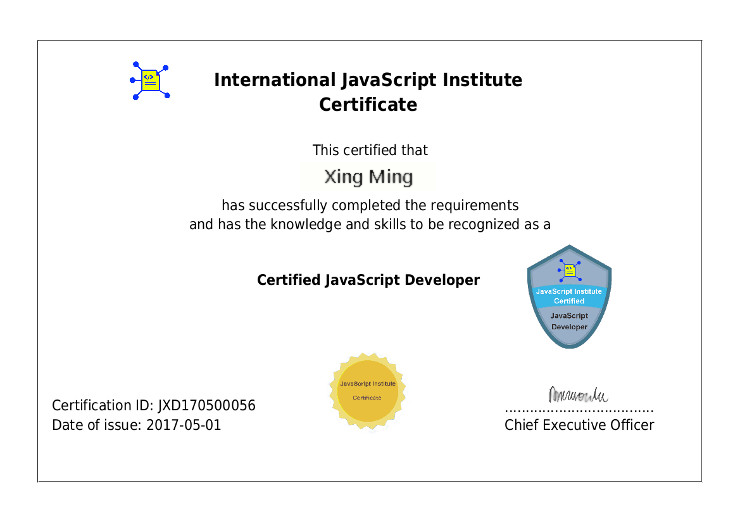 International JavaScript Institute
Certificate
This certified that
Xing Ming
has successfully completed the requirements
and has the knowledge and skills to be recognized as a
Certified JavaScript Developer
JavaScript Institute
Certified
JavaScript
Developer
JavaScript Institute
Certificate
Certification ID: JXD170500056
Date of issue: 2017-05-01
Chief Executive Officer